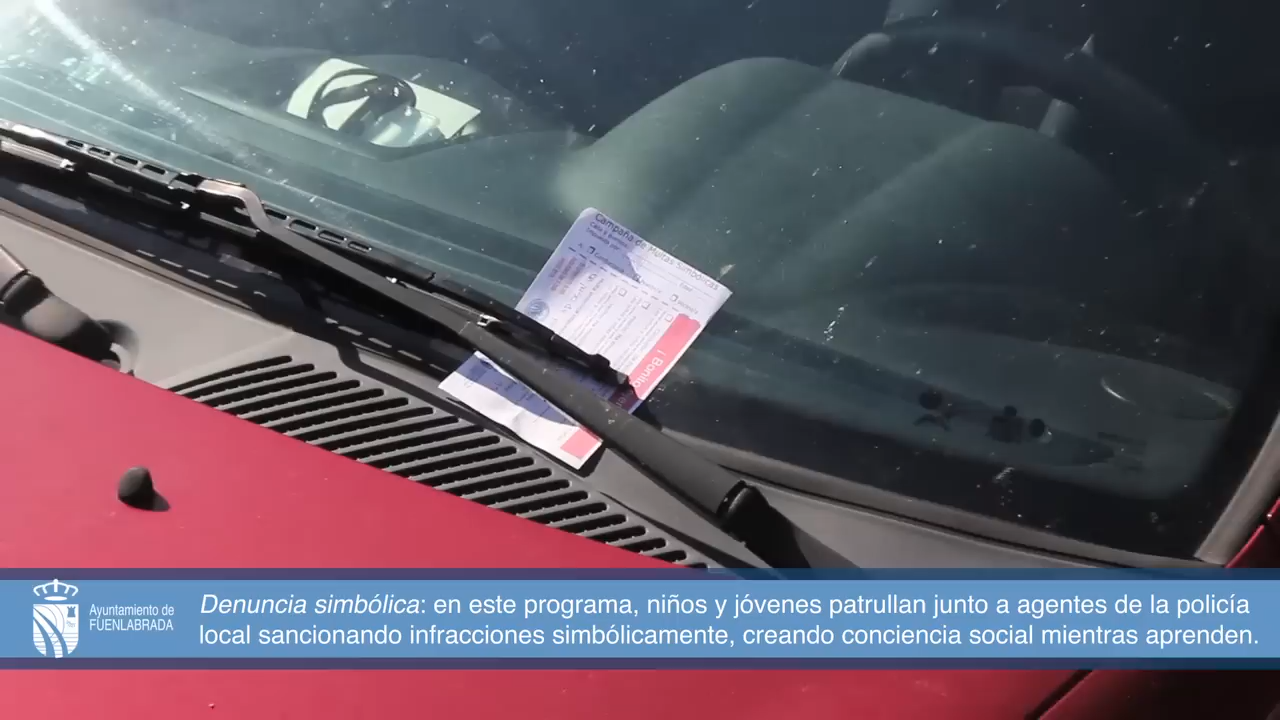 Campaña de Multas Simbólicas
¡ Bonito
Ayuntamiento de
FUENLABRADA
Denuncia simbólica: en este programa, niños y jóvenes patrullan junto a agentes de la policía
local sancionando infracciones simbólicamente, creando conciencia social mientras aprenden.